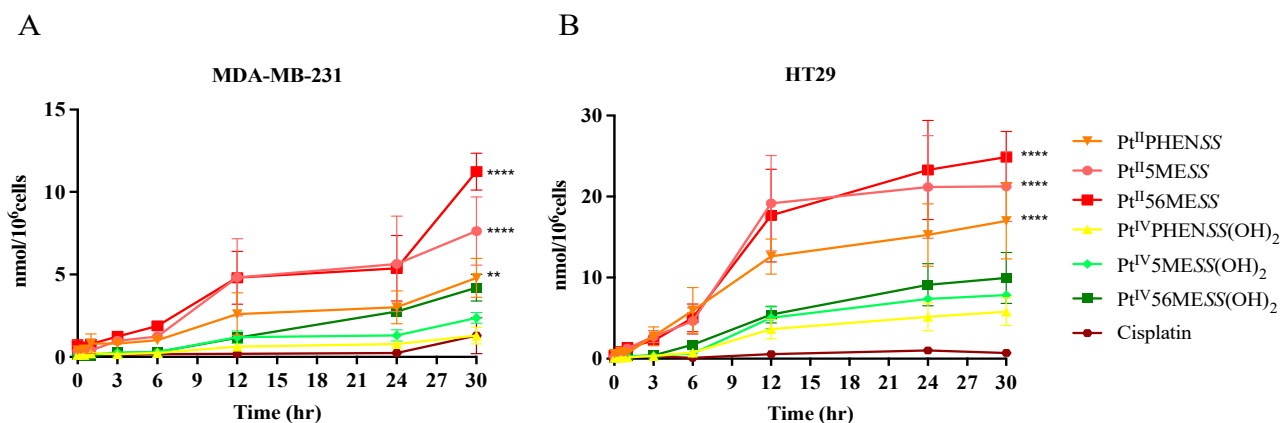 A
MDA-MB-231
nmol/10⁶cells
15
10
5
0
0 3 6 9 12 15 18 21 24 27 30
Time (hr)
****
****
**
B
HT29
nmol/10⁶cells
30
20
10
0
0 3 6 9 12 15 18 21 24 27 30
Time (hr)
****
****
****
PtᴵᴵPHENSS
Ptᴵᴵ5MESS
Ptᴵᴵ56MESS
PtᴵⱽPHENSS(OH)₂
Ptᴵⱽ5MESS(OH)₂
Ptᴵⱽ56MESS(OH)₂
Cisplatin